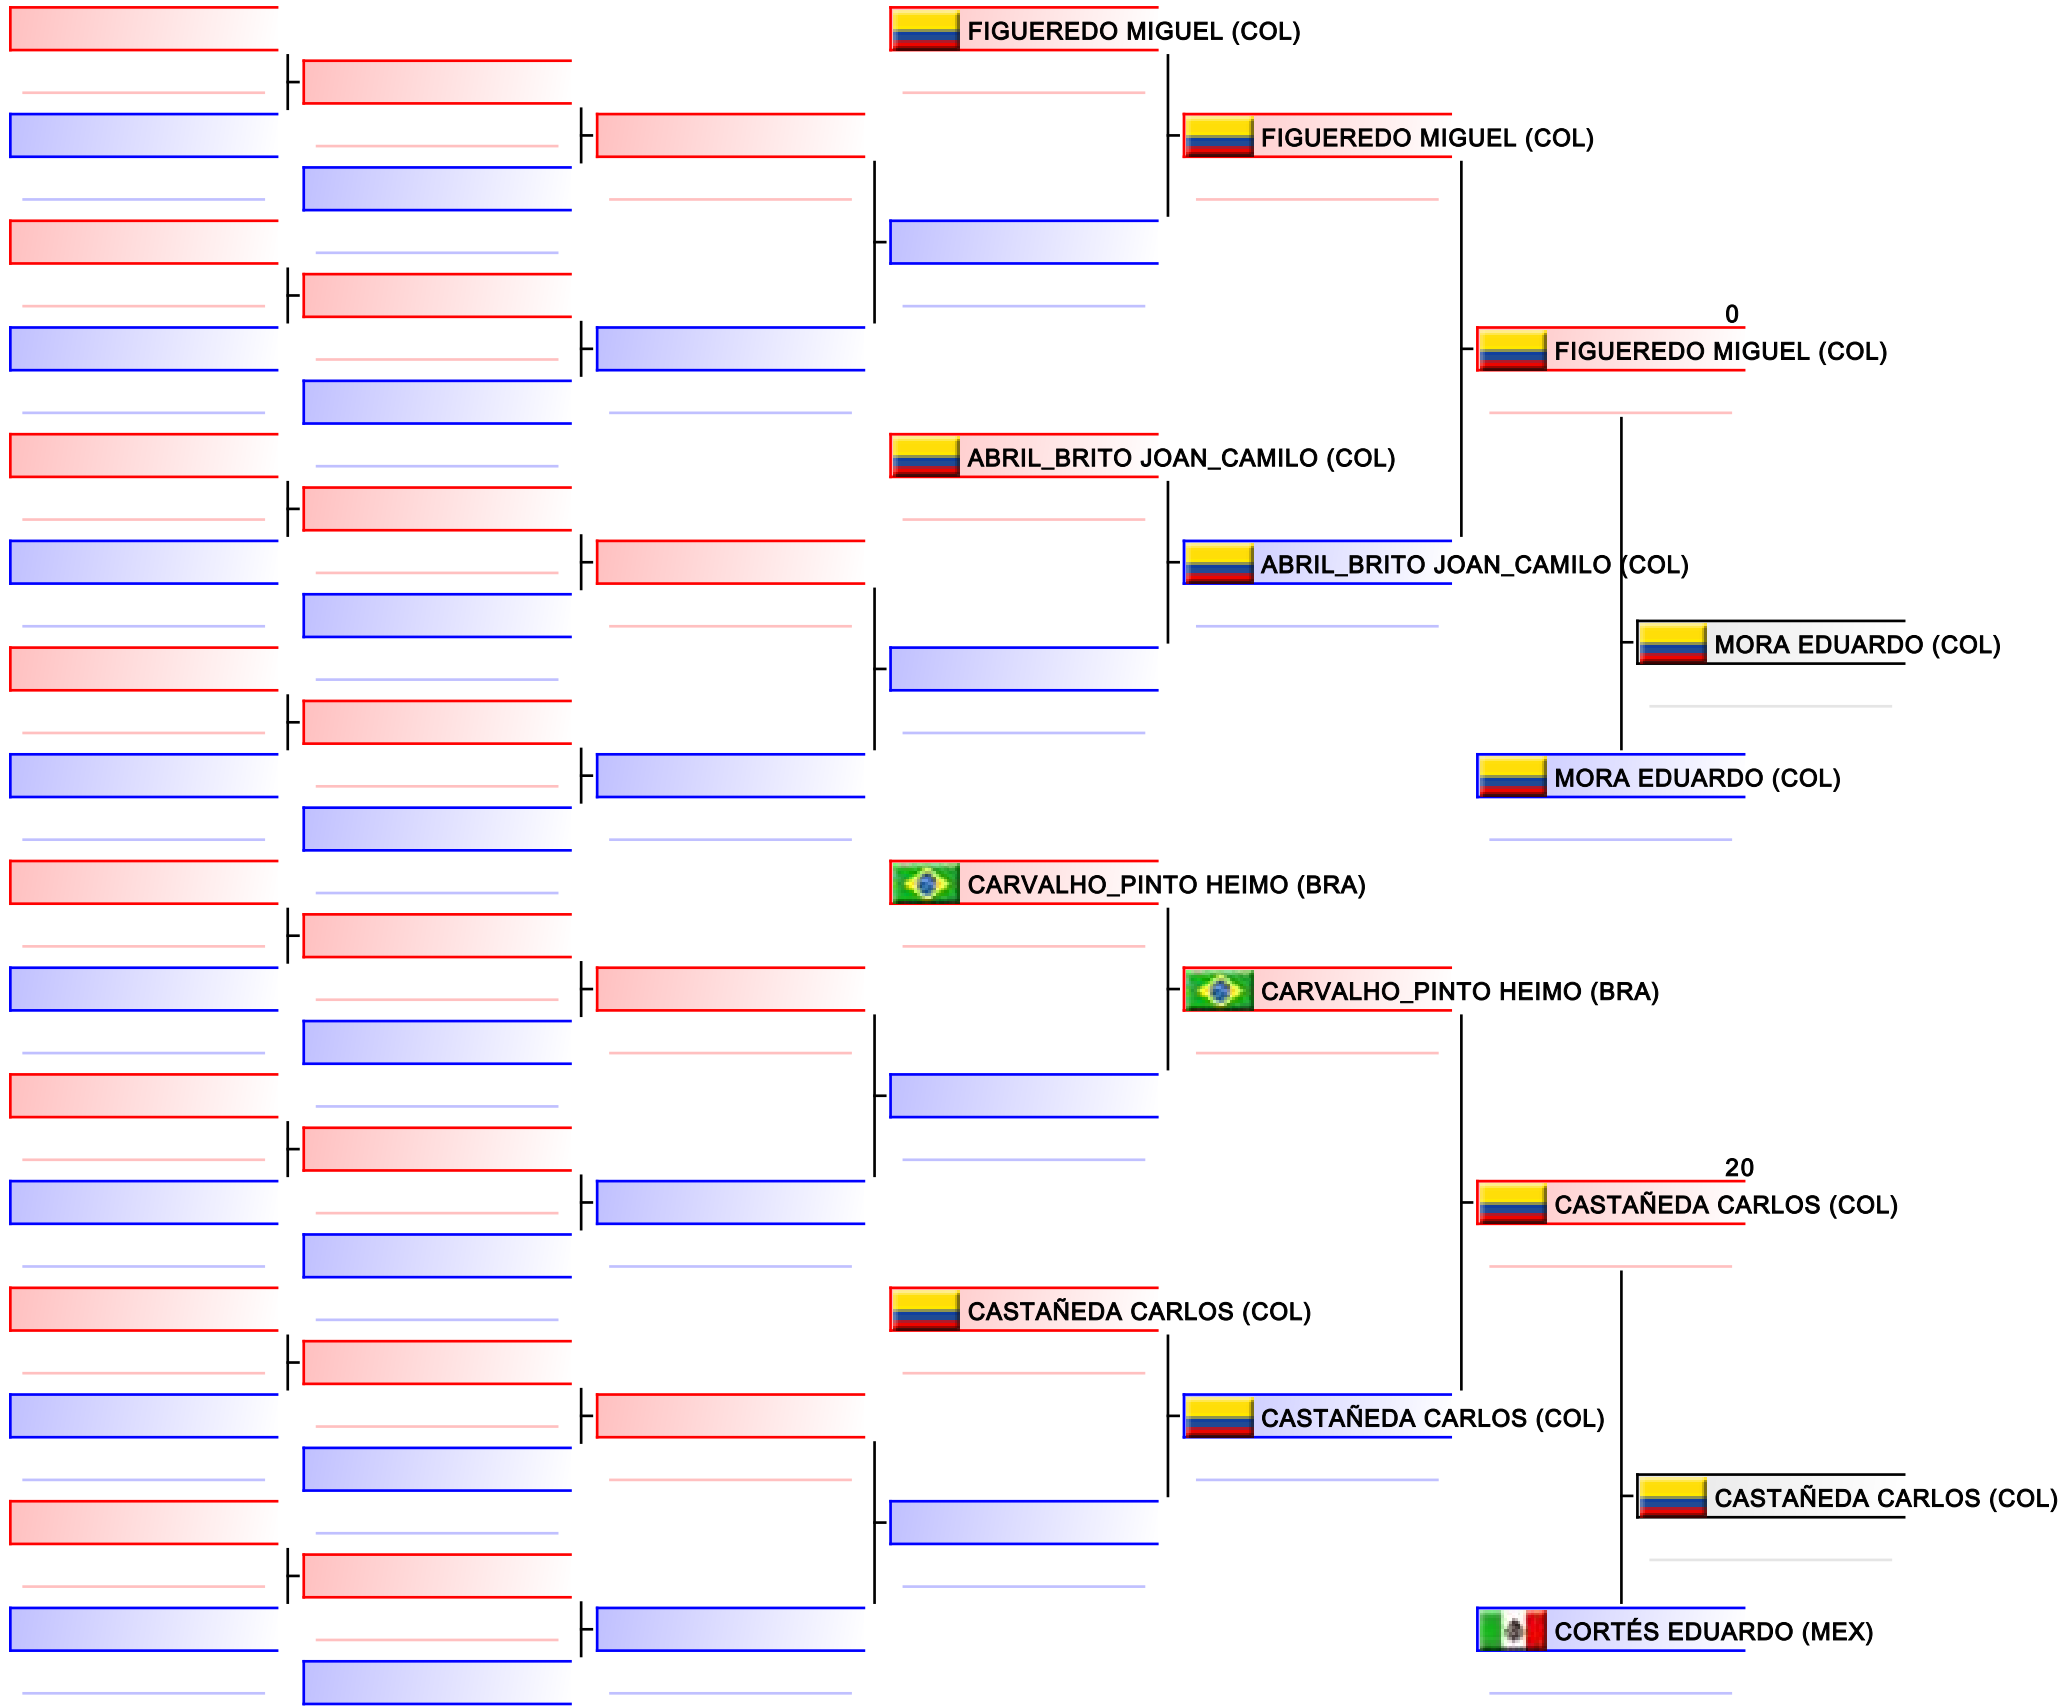 FIGUEREDO MIGUEL (COL)
FIGUEREDO MIGUEL (COL)
0
FIGUEREDO MIGUEL (COL)
ABRIL_BRITO JOAN_CAMILO (COL)
ABRIL_BRITO JOAN_CAMILO (COL)
MORA EDUARDO (COL)
MORA EDUARDO (COL)
CARVALHO_PINTO HEIMO (BRA)
CARVALHO_PINTO HEIMO (BRA)
20
CASTAÑEDA CARLOS (COL)
CASTAÑEDA CARLOS (COL)
CASTAÑEDA CARLOS (COL)
CASTAÑEDA CARLOS (COL)
CORTÉS EDUARDO (MEX)